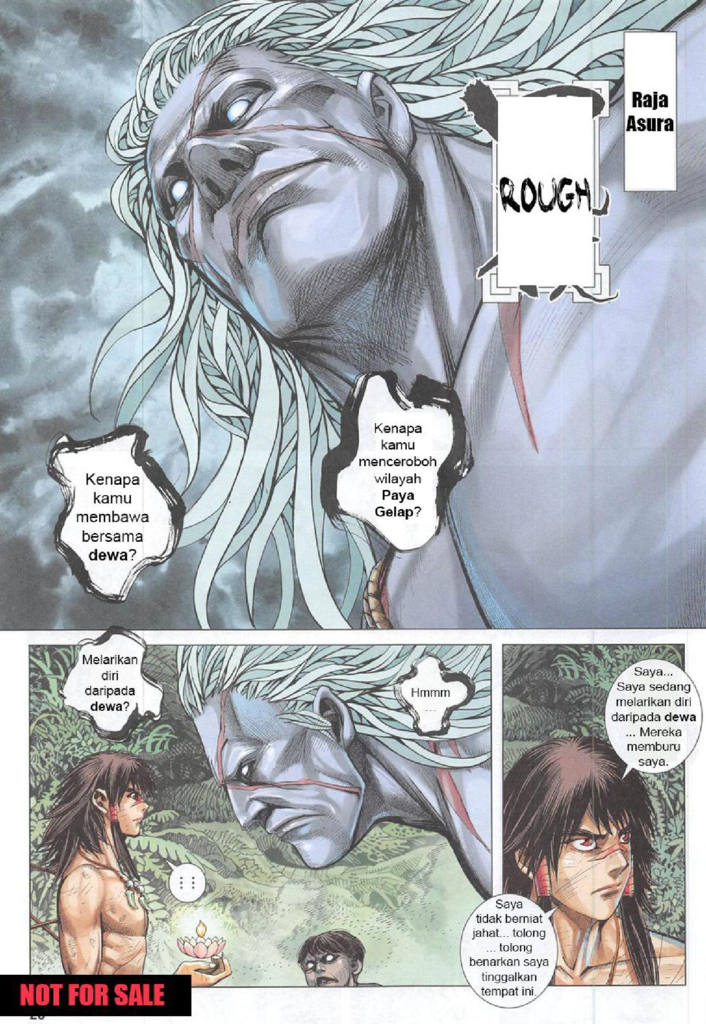 Raja
Asura
ROUGH
Kenapa
kamu
menceroboh
wilayah
Paya
Gelap?
Kenapa
kamu
membawa
bersama
dewa?
Melarikan
diri
daripada
dewa?
Hmmm
...
Saya...
Saya sedang
melarikan diri
daripada dewa
... Mereka
memburu
saya.
Saya
tidak berniat
jahat... tolong
... tolong
benarkan saya
tinggalkan
tempat ini.
NOT FOR SALE